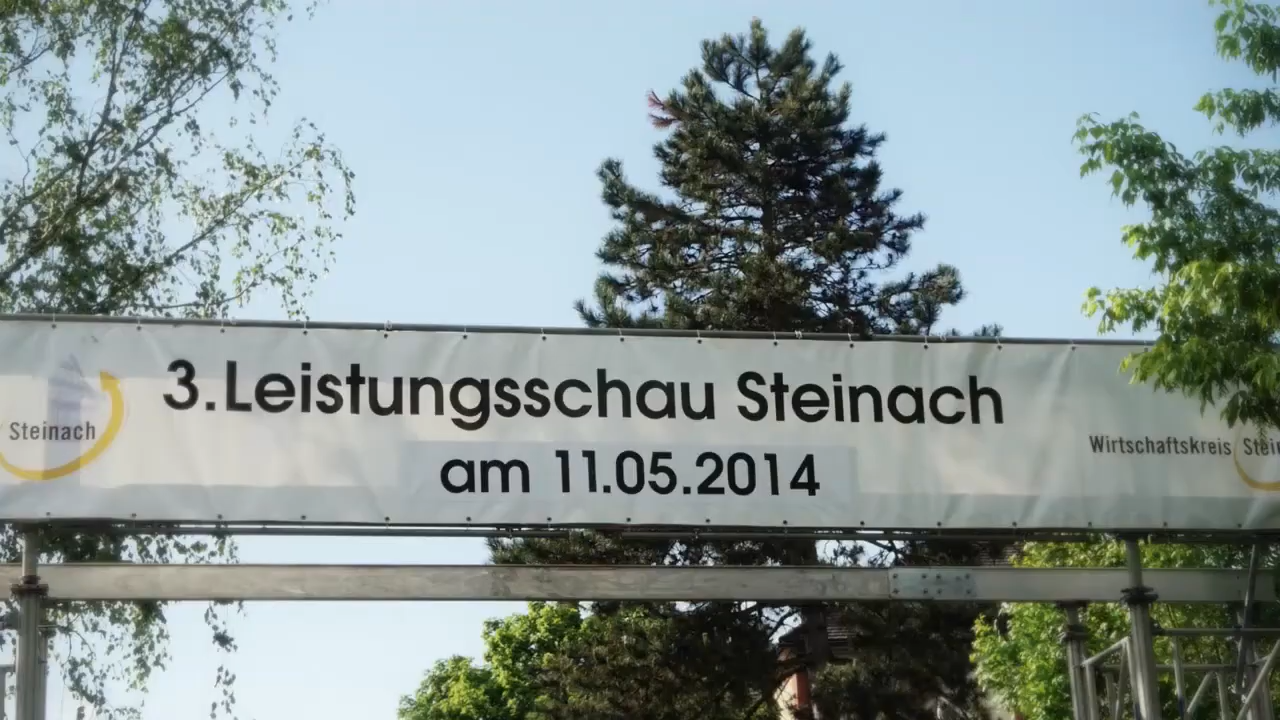 3.Leistungsschau Steinach
am 11.05.2014
Steinach
Wirtschaftskreis